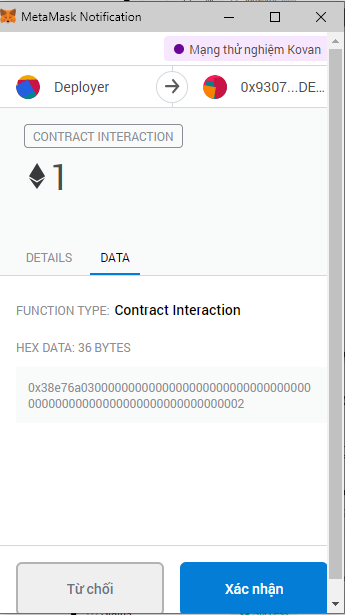 MetaMask Notification
Mạng thử nghiệm Kovan
Deployer
0x9307...DE...
CONTRACT INTERACTION
1
DETAILS DATA
FUNCTION TYPE: Contract Interaction
HEX DATA: 36 BYTES
0x38e76a0300000000000000000000000000000000
000000000000000000000000000000002
Từ chối
Xác nhận